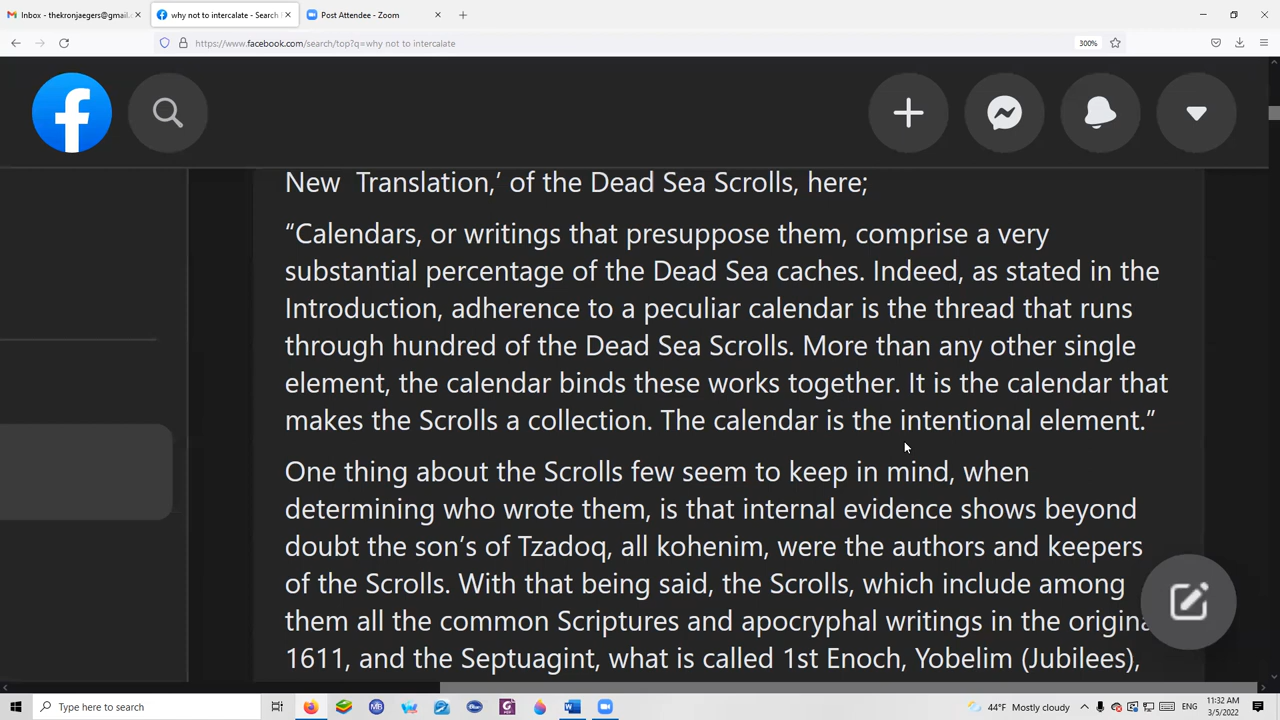 Inbox - thekronjaegers@gmail.
why not to intercalate - Search
Post Attendee - Zoom
https://www.facebook.com/search/top?q=why not to intercalate
300%
New Translation,‘ of the Dead Sea Scrolls, here;
“Calendars, or writings that presuppose them, comprise a very
substantial percentage of the Dead Sea caches. Indeed, as stated in the
Introduction, adherence to a peculiar calendar is the thread that runs
through hundred of the Dead Sea Scrolls. More than any other single
element, the calendar binds these works together. It is the calendar that
makes the Scrolls a collection. The calendar is the intentional element.”
One thing about the Scrolls few seem to keep in mind, when
determining who wrote them, is that internal evidence shows beyond
doubt the son’s of Tzadoq, all kohenim, were the authors and keepers
of the Scrolls. With that being said, the Scrolls, which include among
them all the common Scriptures and apocryphal writings in the origina
1611, and the Septuagint, what is called 1st Enoch, Yobelim (Jubilees),
Type here to search
44°F Mostly cloudy
ENG
11:32 AM
3/5/2022